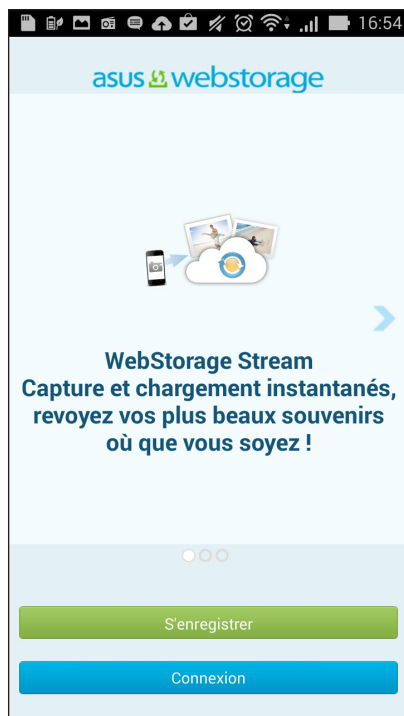 16:54
asus webstorage
WebStorage Stream
Capture et chargement instantanés,
revoyez vos plus beaux souvenirs
où que vous soyez !
S'enregistrer
Connexion